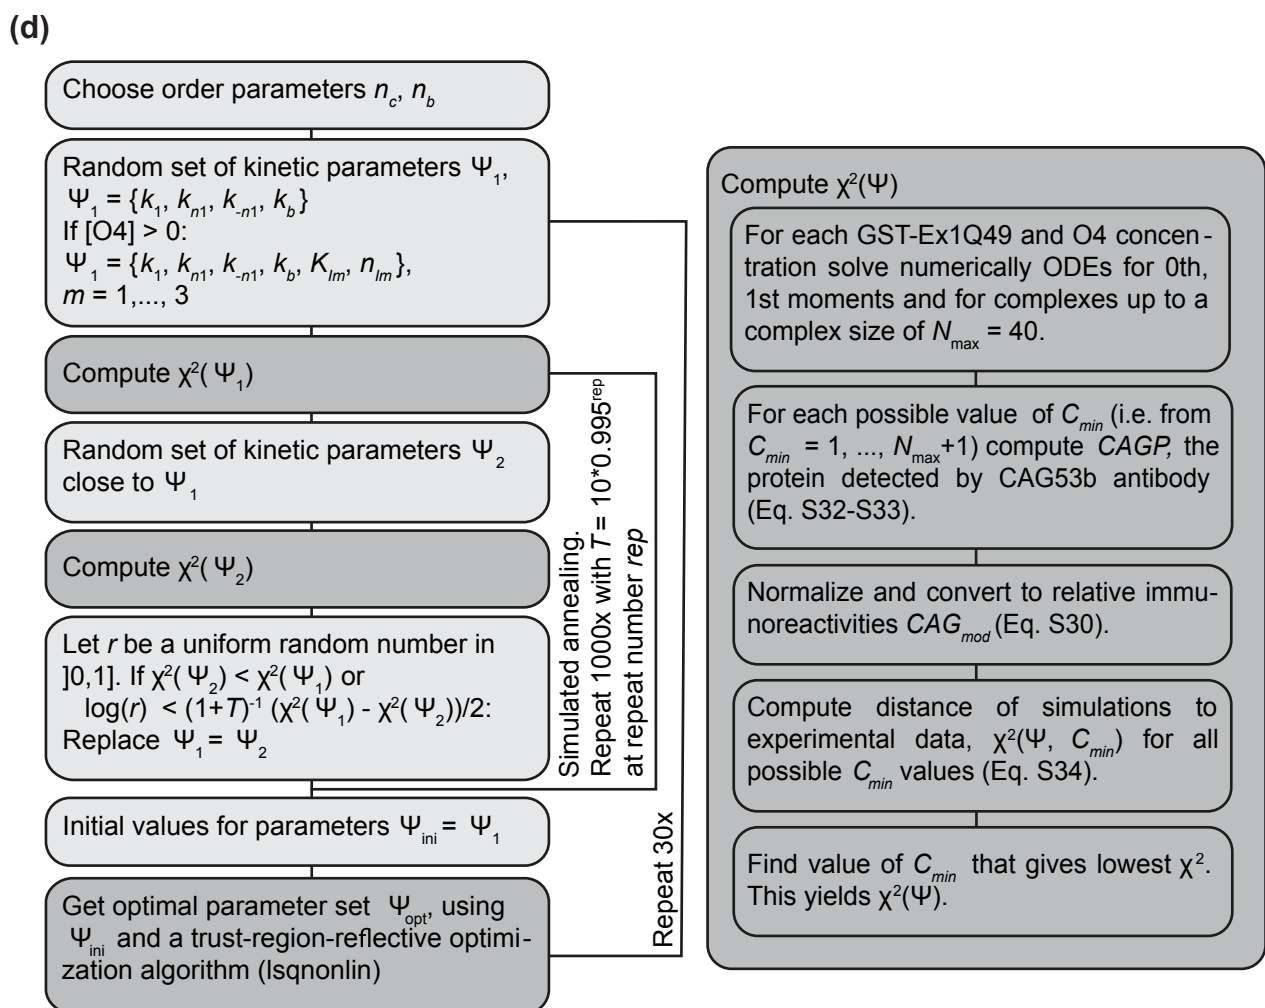 (d)
Choose order parameters n_c, n_b
Random set of kinetic parameters Ψ_1,
Ψ_1 = {k_1, k_n1, k_-n1, k_b}
If [O4] > 0:
Ψ_1 = {k_1, k_n1, k_-n1, k_b, K_lm, n_lm},
m = 1,..., 3
Compute χ²( Ψ_1)
Random set of kinetic parameters Ψ_2
close to Ψ_1
Compute χ²( Ψ_2)
Let r be a uniform random number in
]0,1]. If χ²( Ψ_2) < χ²( Ψ_1) or
log(r) < (1+T)⁻¹ (χ²( Ψ_1) - χ²( Ψ_2))/2:
Replace Ψ_1 = Ψ_2
Initial values for parameters Ψ_ini = Ψ_1
Get optimal parameter set Ψ_opt, using
Ψ_ini and a trust-region-reflective optimi-
zation algorithm (lsqnonlin)
Simulated annealing.
Repeat 1000x with T = 10*0.995^rep
at repeat number rep
Repeat 30x
Compute χ²(Ψ)
For each GST-Ex1Q49 and O4 concen-
tration solve numerically ODEs for 0th,
1st moments and for complexes up to a
complex size of N_max = 40.
For each possible value of C_min (i.e. from
C_min = 1, ..., N_max+1) compute CAGP, the
protein detected by CAG53b antibody
(Eq. S32-S33).
Normalize and convert to relative immu-
noreactivities CAG_mod (Eq. S30).
Compute distance of simulations to
experimental data, χ²(Ψ, C_min) for all
possible C_min values (Eq. S34).
Find value of C_min that gives lowest χ².
This yields χ²(Ψ).